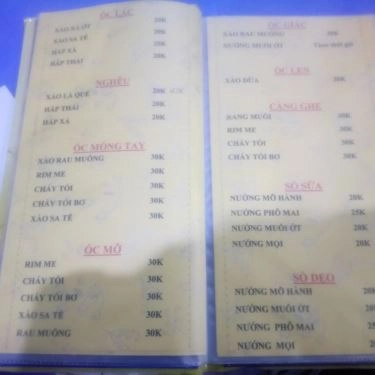 ỐC LÁC
XÀO SA TẾ 20K
HẤP XẢ 20K
HẤP THÁI 20K
NGHÊU
XÀO LÁ QUẾ 20K
HẤP THÁI 20K
HẤP XẢ 20K
ỐC MÓNG TAY
XÀO RAU MUỐNG 30K
RIM ME 30K
CHÁY TỎI 30K
CHÁY TỎI BƠ 30K
XÀO SA TẾ 30K
ỐC MỠ
RIM ME 30K
CHÁY TỎI 30K
CHÁY TỎI BƠ 30K
XÀO SA TẾ 30K
RAU MUỐNG 30K
ỐC GIÁC
XÀO RAU MUỐNG 30K
NƯỚNG MUỐI ỚT
ỐC LEN
XÀO DỪA 30K
CÀNG GHẸ
RANG MUỐI 30K
RIM ME 30K
CHÁY TỎI 30K
CHÁY TỎI BƠ 30K
SÒ SỮA
NƯỚNG MỠ HÀNH 20K
NƯỚNG PHÔ MAI 25K
NƯỚNG MUỐI ỚT 20K
NƯỚNG MỌI 20K
SÒ DẸO
NƯỚNG MỠ HÀNH
NƯỚNG MUỐI ỚT
NƯỚNG PHÔ MAI
NƯỚNG MỌI